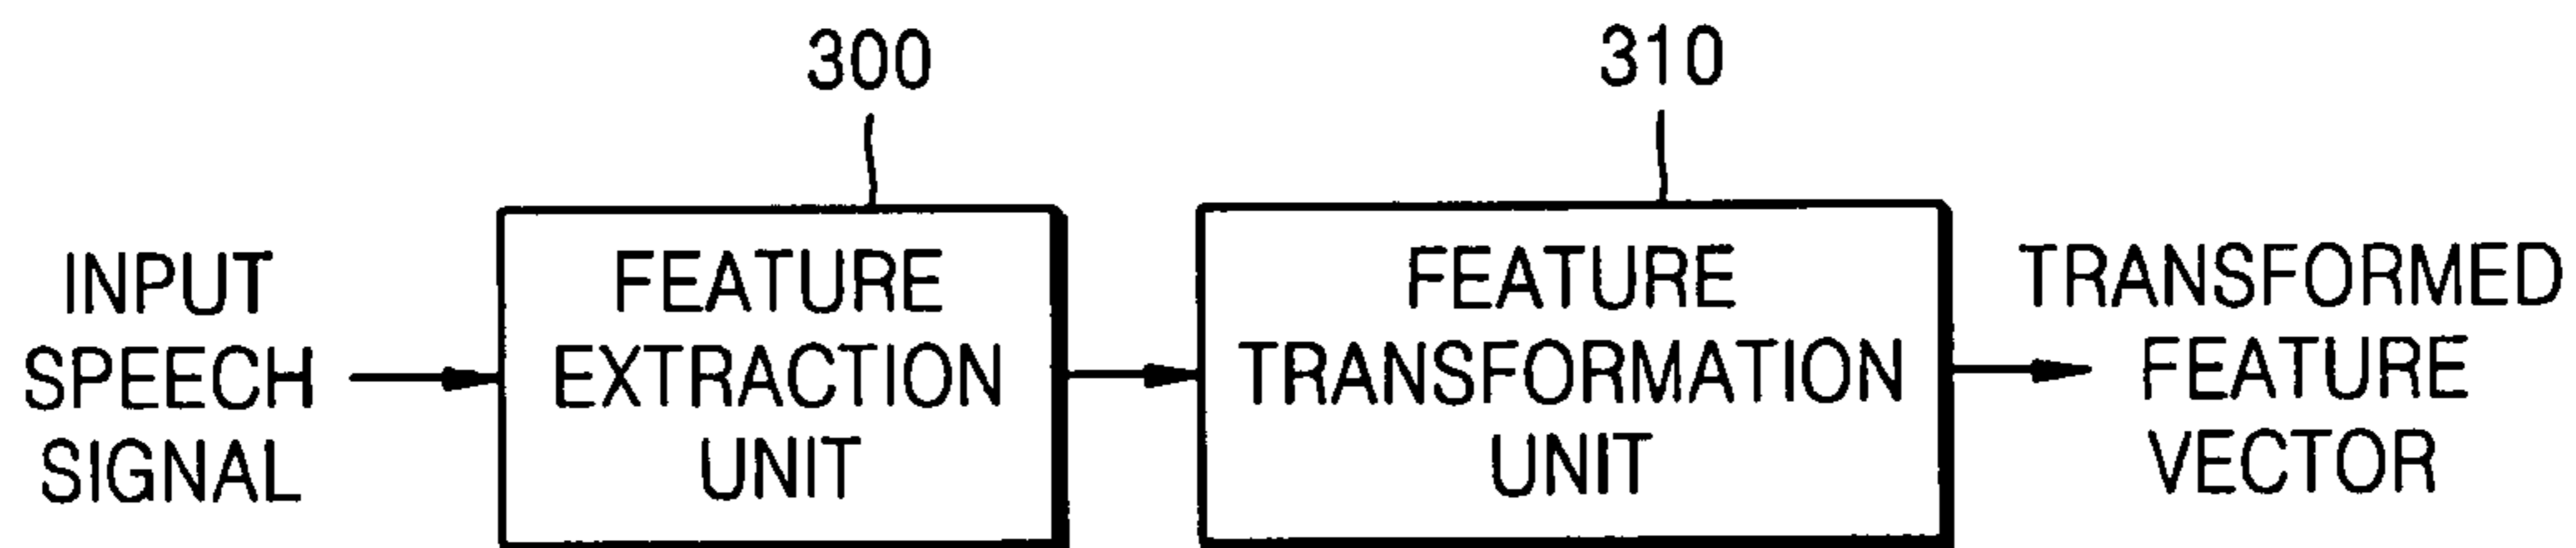 300
310
INPUT
SPEECH
SIGNAL
FEATURE
EXTRACTION
UNIT
FEATURE
TRANSFORMATION
UNIT
TRANSFORMED
FEATURE
VECTOR